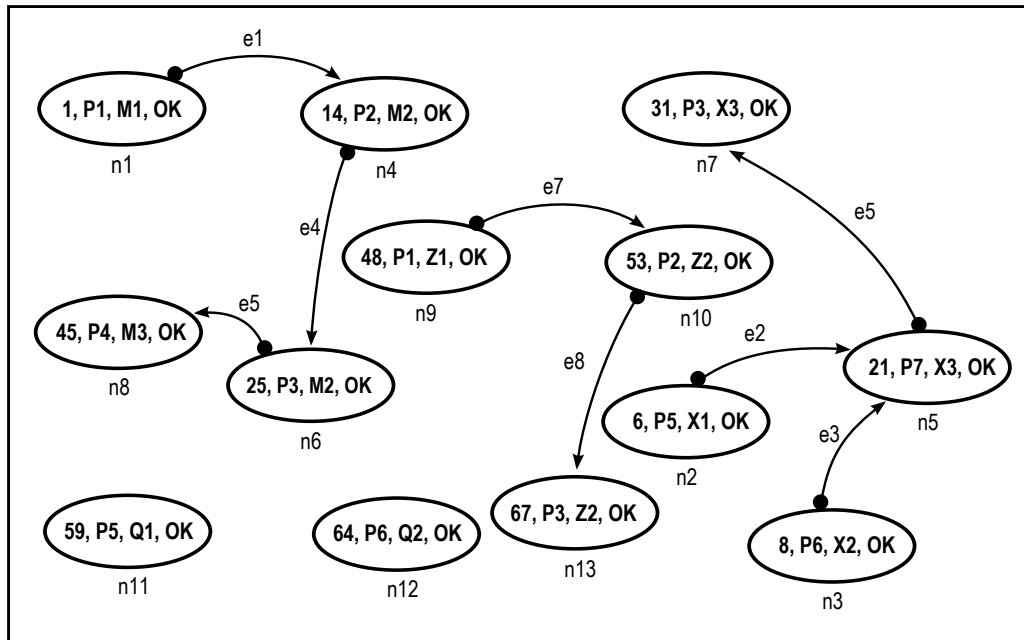 e1
1, P1, M1, OK
14, P2, M2, OK
31, P3, X3, OK
n1
n4
n7
e7
e5
e4
48, P1, Z1, OK
53, P2, Z2, OK
n9
n10
e5
45, P4, M3, OK
n8
e2
e8
25, P3, M2, OK
21, P7, X3, OK
n6
n5
6, P5, X1, OK
e3
n2
59, P5, Q1, OK
64, P6, Q2, OK
67, P3, Z2, OK
8, P6, X2, OK
n11
n12
n13
n3